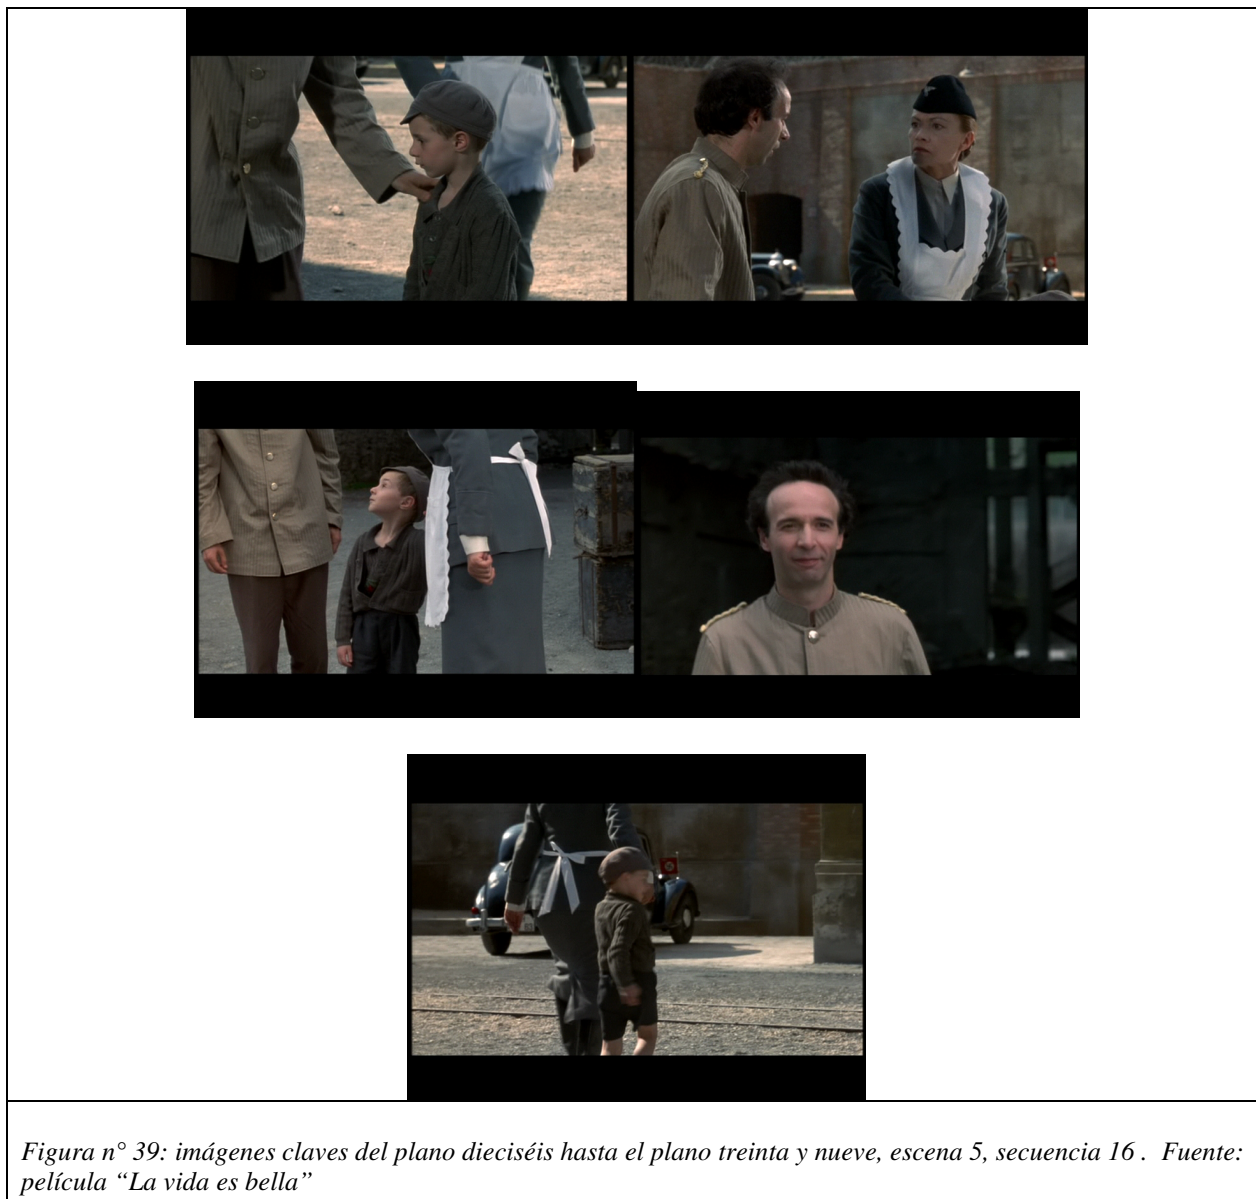 Figura n° 39: imágenes claves del plano dieciséis hasta el plano treinta y nueve, escena 5, secuencia 16 .  Fuente:
película “La vida es bella”